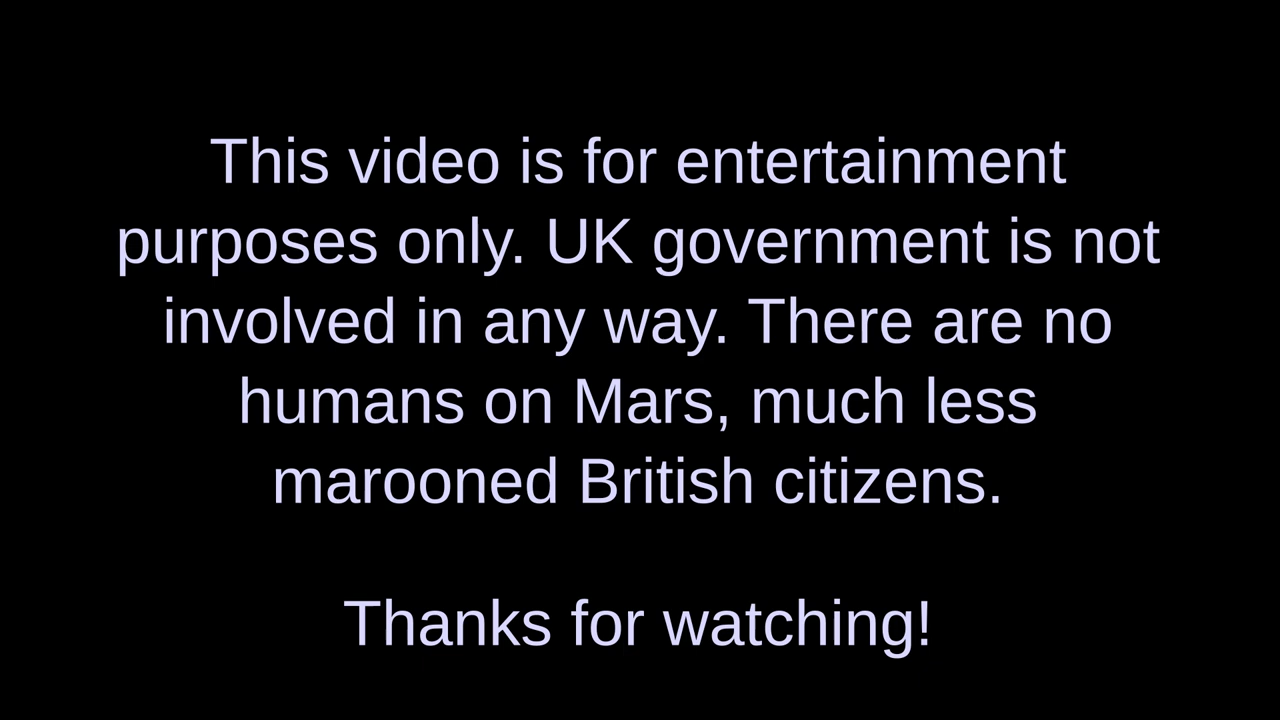 This video is for entertainment
purposes only. UK government is not
involved in any way. There are no
humans on Mars, much less
marooned British citizens.
Thanks for watching!